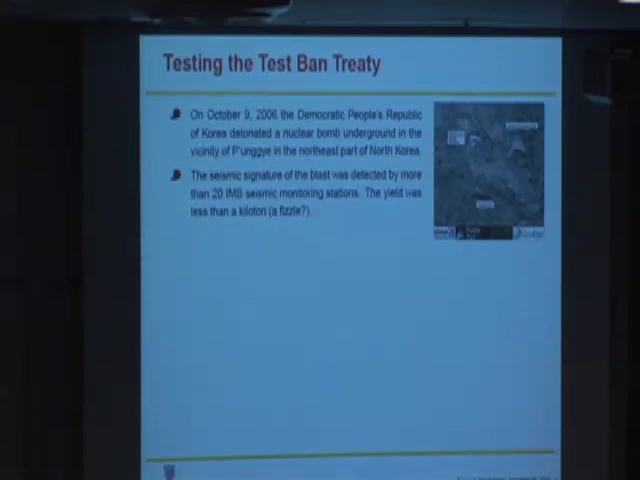 Testing the Test Ban Treaty
On October 9, 2006 the Democratic People's Republic
of Korea detonated a nuclear bomb underground in the
vicinity of P'unggye in the northeast part of North Korea.
The seismic signature of the blast was detected by more
than 20 IMS seismic monitoring stations. The yield was
less than a kiloton (a fizzle?).